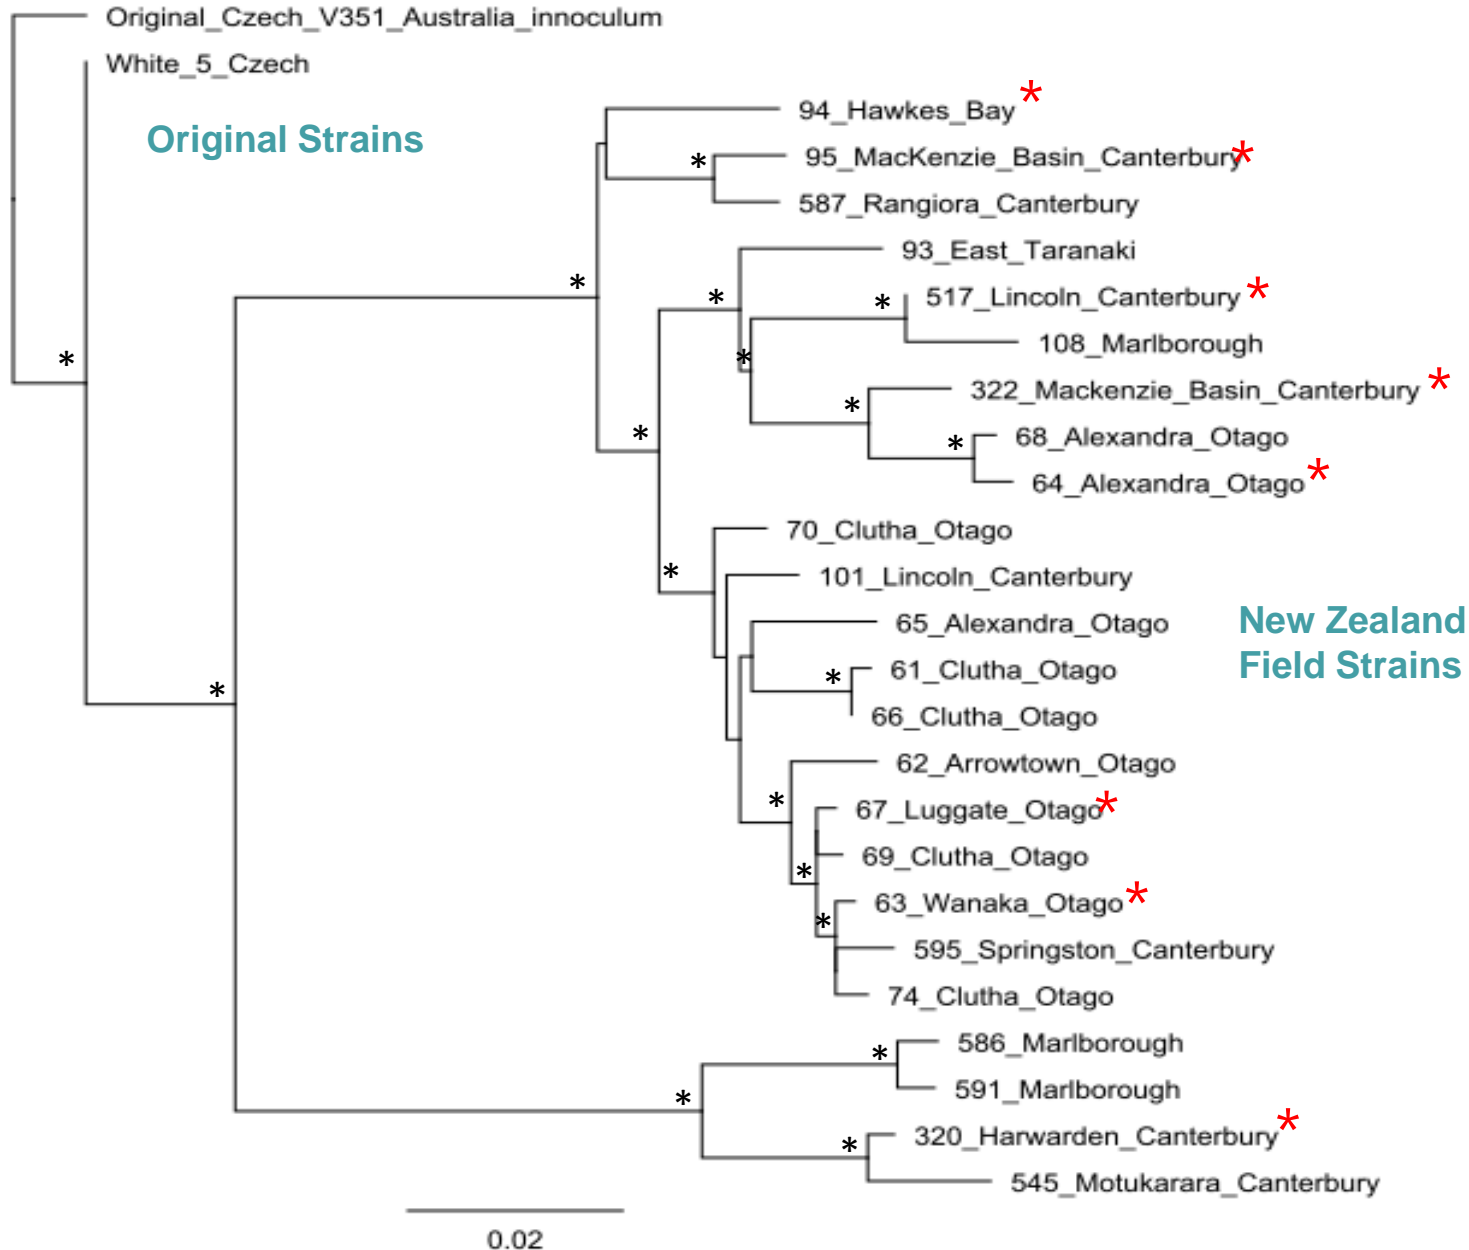 Original_Czech_V351_Australia_innoculum
White_5_Czech
Original Strains
94_Hawkes_Bay*
*
95_MacKenzie_Basin_Canterbury*
587_Rangiora_Canterbury
93_East_Taranaki
*
*
*
517_Lincoln_Canterbury*
108_Marlborough
*
*
322_Mackenzie_Basin_Canterbury*
*
*
*
68_Alexandra_Otago
64_Alexandra_Otago*
70_Clutha_Otago
*
101_Lincoln_Canterbury
65_Alexandra_Otago
New Zealand
Field Strains
*
61_Clutha_Otago
*
66_Clutha_Otago
62_Arrowtown_Otago
*
67_Luggate_Otago*
69_Clutha_Otago
*
63_Wanaka_Otago*
*
595_Springston_Canterbury
74_Clutha_Otago
586_Marlborough
*
591_Marlborough
*
320_Harwarden_Canterbury*
*
545_Motukarara_Canterbury
0.02